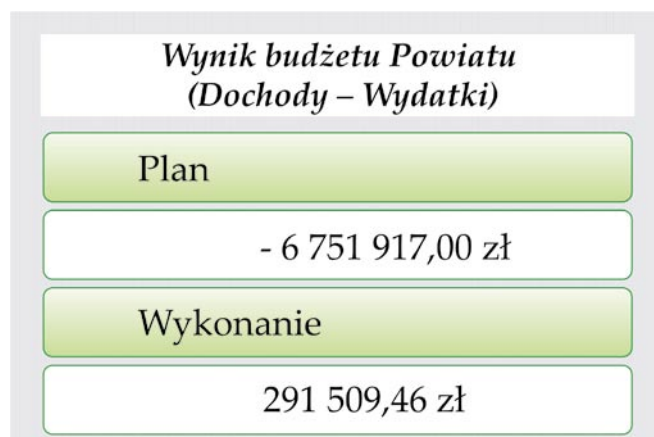 Wynik budżetu Powiatu
(Dochody – Wydatki)
Plan
- 6 751 917,00 zł
Wykonanie
291 509,46 zł